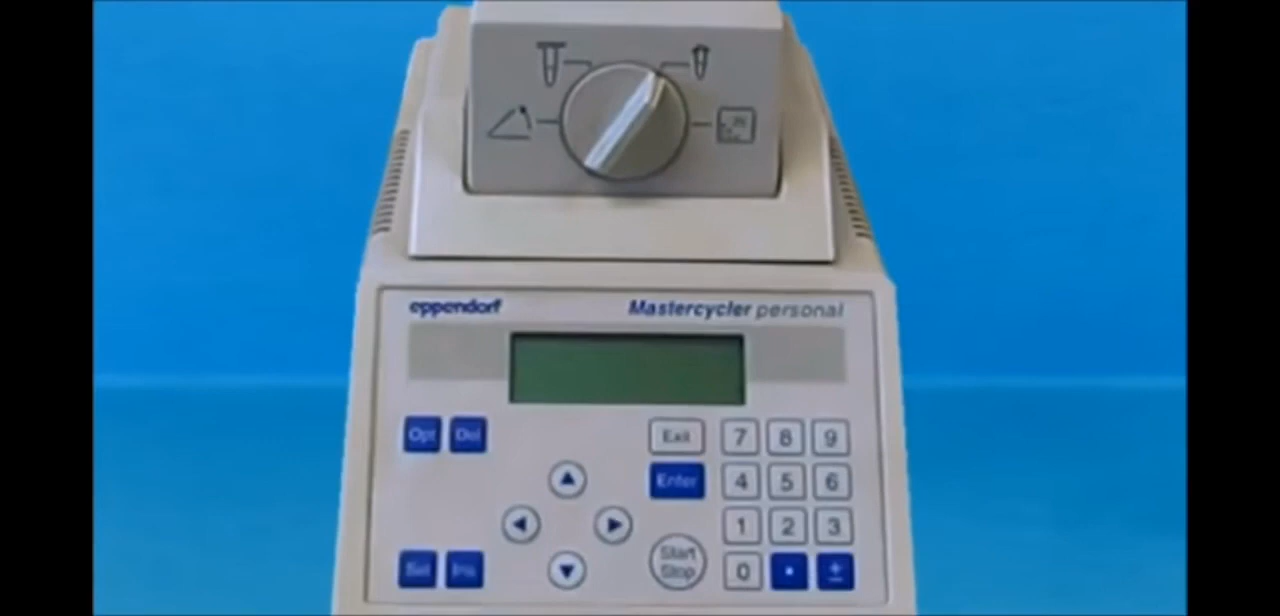 eppendorf Mastercycler personal
Opt Del Exit 7 8 9
Enter 4 5 6
1 2 3
Sel Ins Start Stop 0 . ±